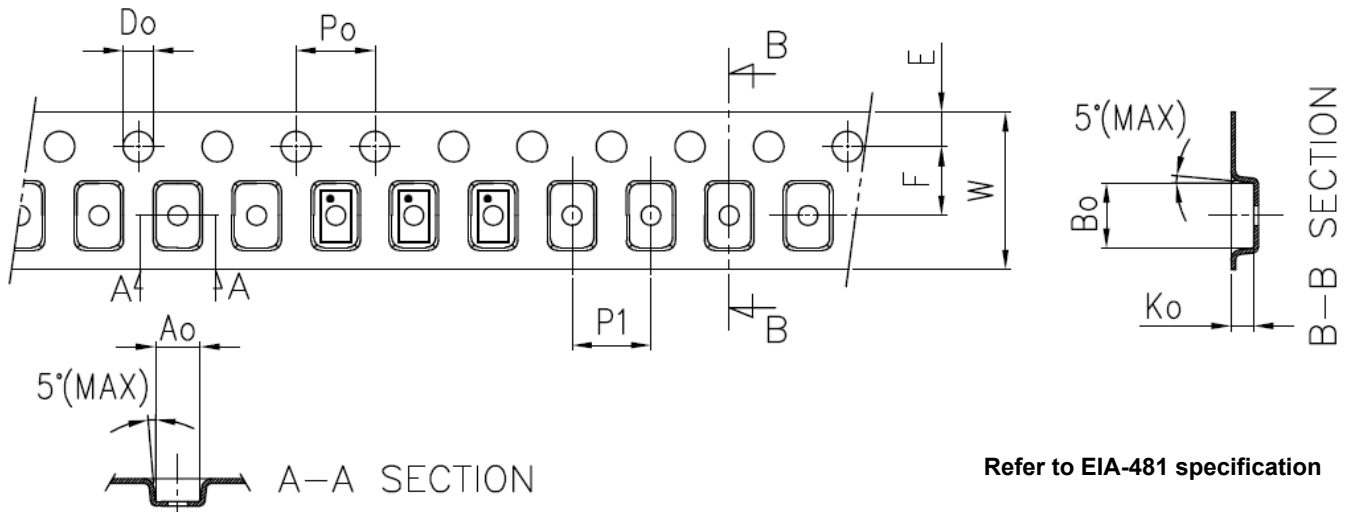 Do
Po
B
E
5°(MAX)
F
W
Bo
B–B SECTION
A
A
P1
B
Ko
Ao
5°(MAX)
A–A SECTION
Refer to EIA-481 specification